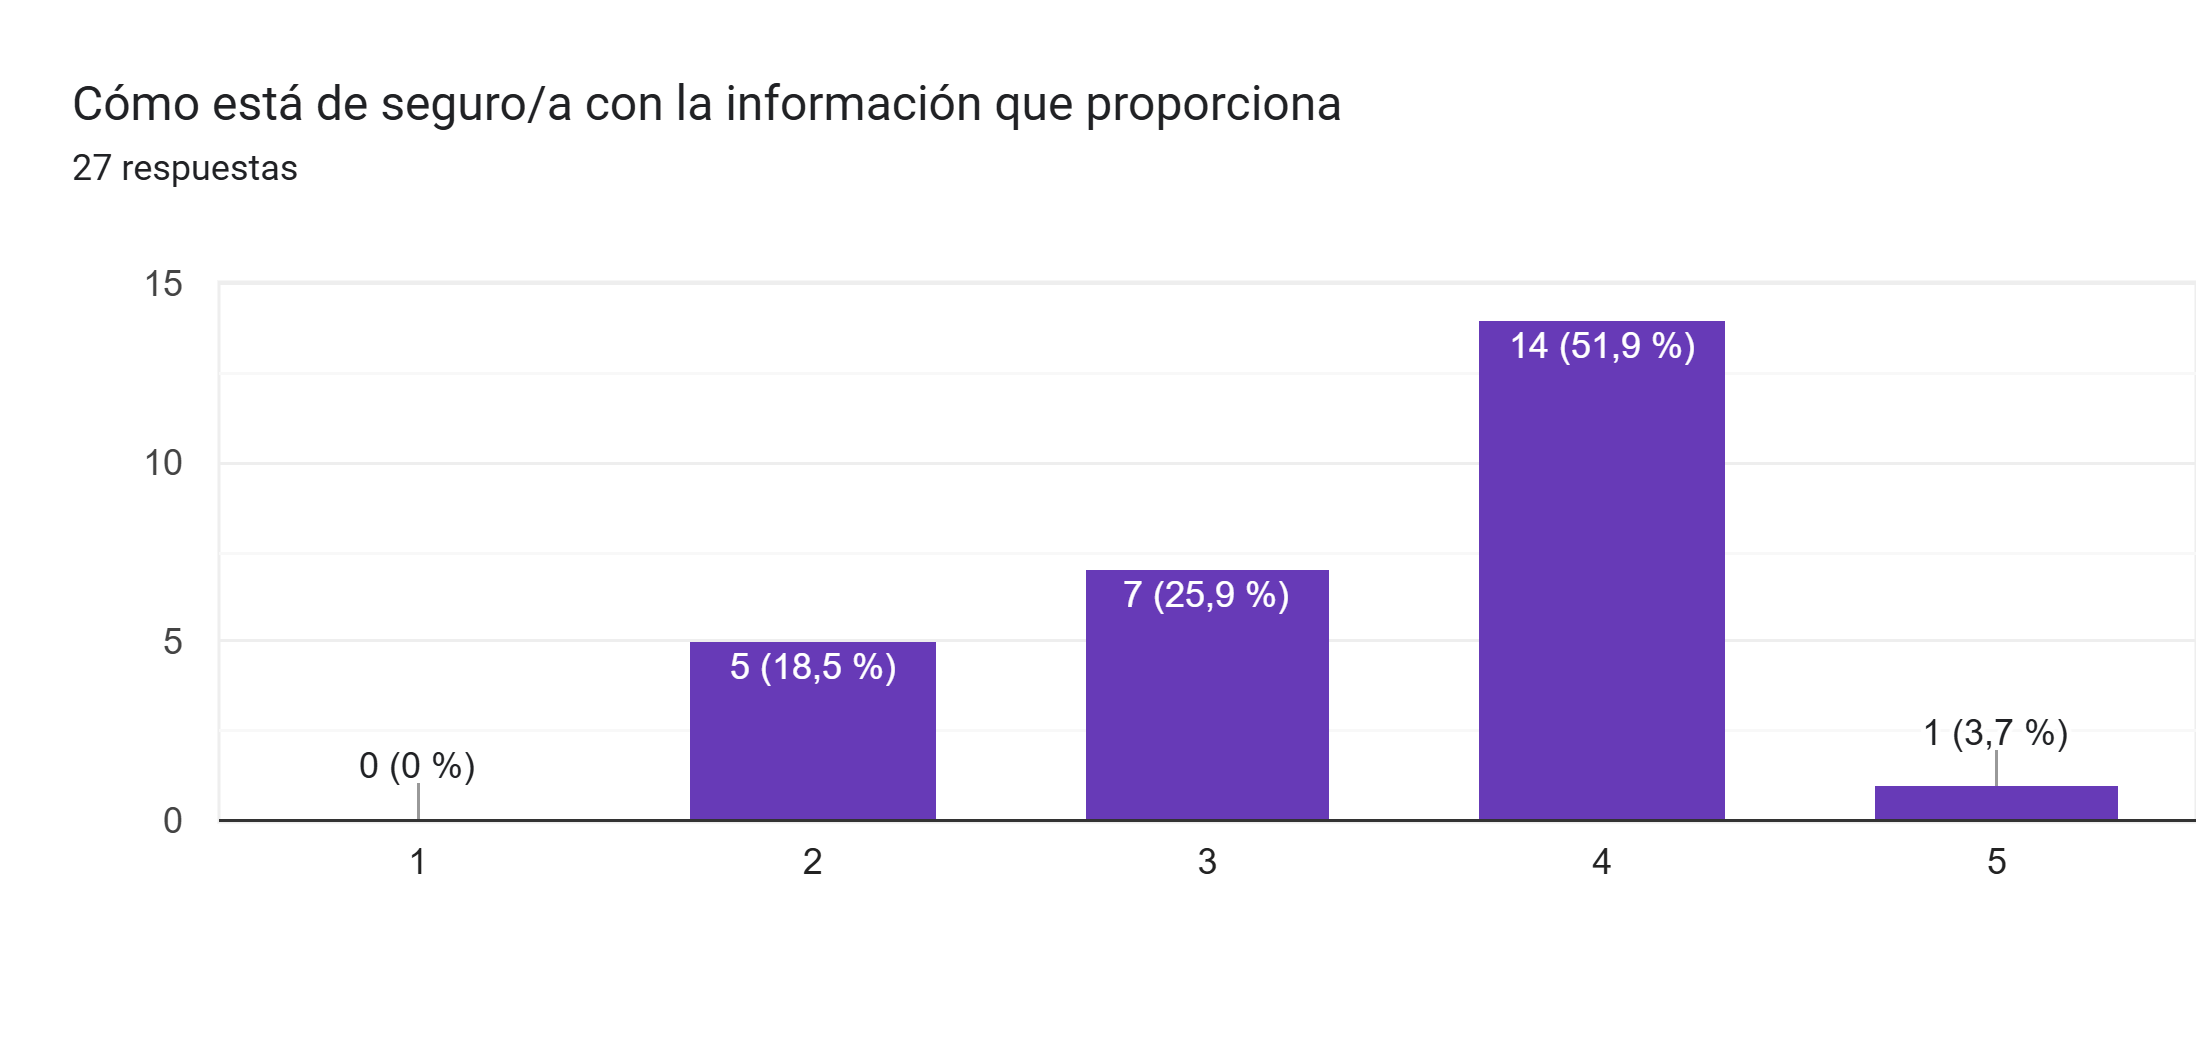 Cómo está de seguro/a con la información que proporciona
27 respuestas
15
10
5
0
0 (0 %)
5 (18,5 %)
7 (25,9 %)
14 (51,9 %)
1 (3,7 %)
1 2 3 4 5